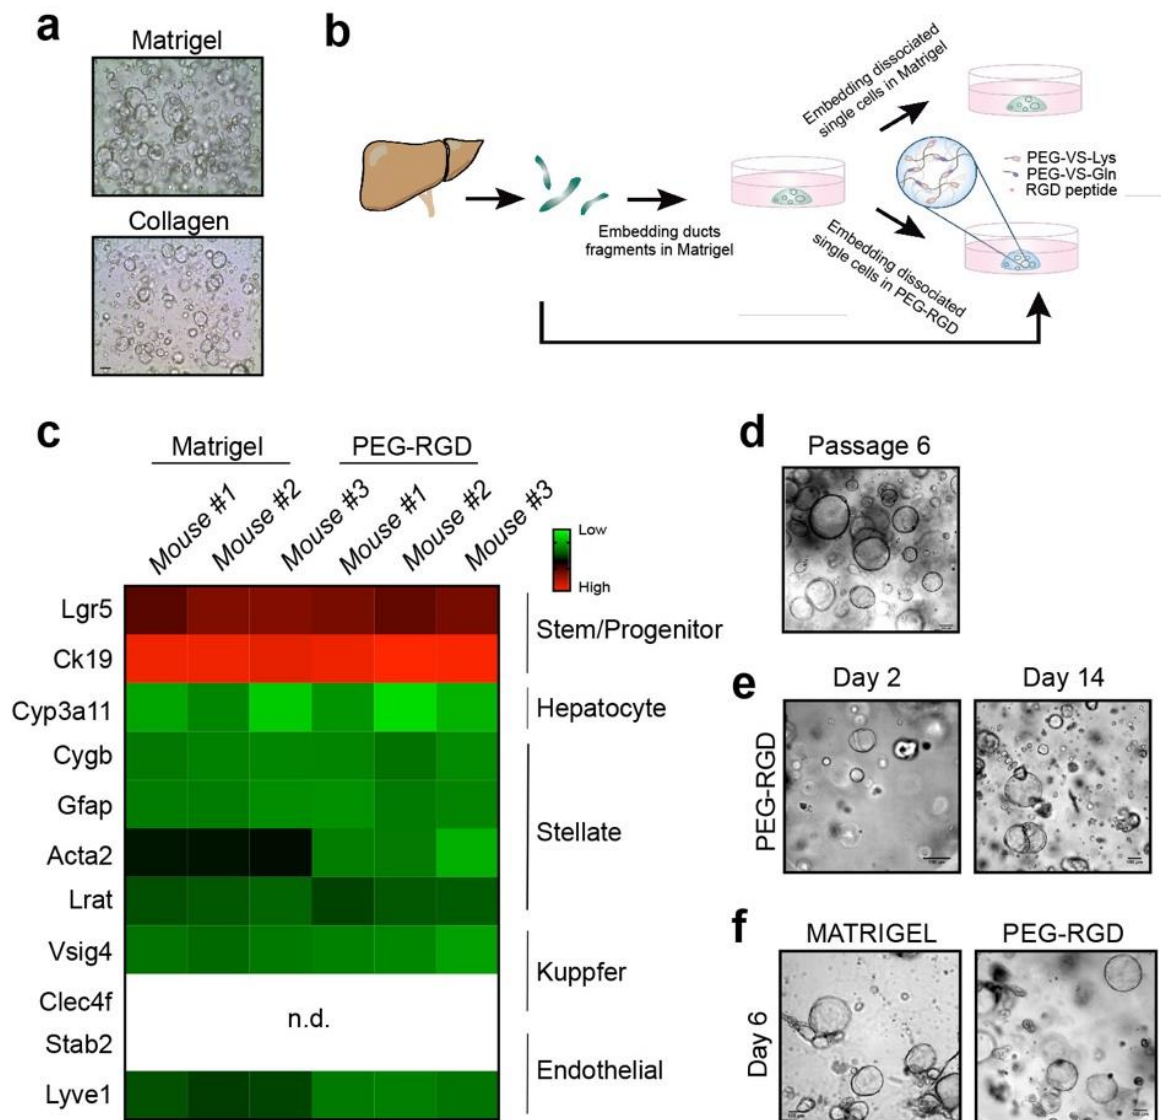 a
Matrigel
Collagen
b
Embedding ducts
fragments in Matrigel
Embedding dissociated
single cells in Matrigel
Embedding dissociated
single cells in PEG-RGD
PEG-VS-Lys
PEG-VS-Gln
RGD peptide
c
Matrigel
PEG-RGD
Mouse #1
Mouse #2
Mouse #3
Mouse #1
Mouse #2
Mouse #3
Low
High
Lgr5
Ck19
Stem/Progenitor
Cyp3a11
Hepatocyte
Cygb
Gfap
Acta2
Lrat
Stellate
Vsig4
Clec4f
Kuppfer
n.d.
Stab2
Lyve1
Endothelial
d
Passage 6
e
Day 2
Day 14
PEG-RGD
f
MATRIGEL
PEG-RGD
Day 6